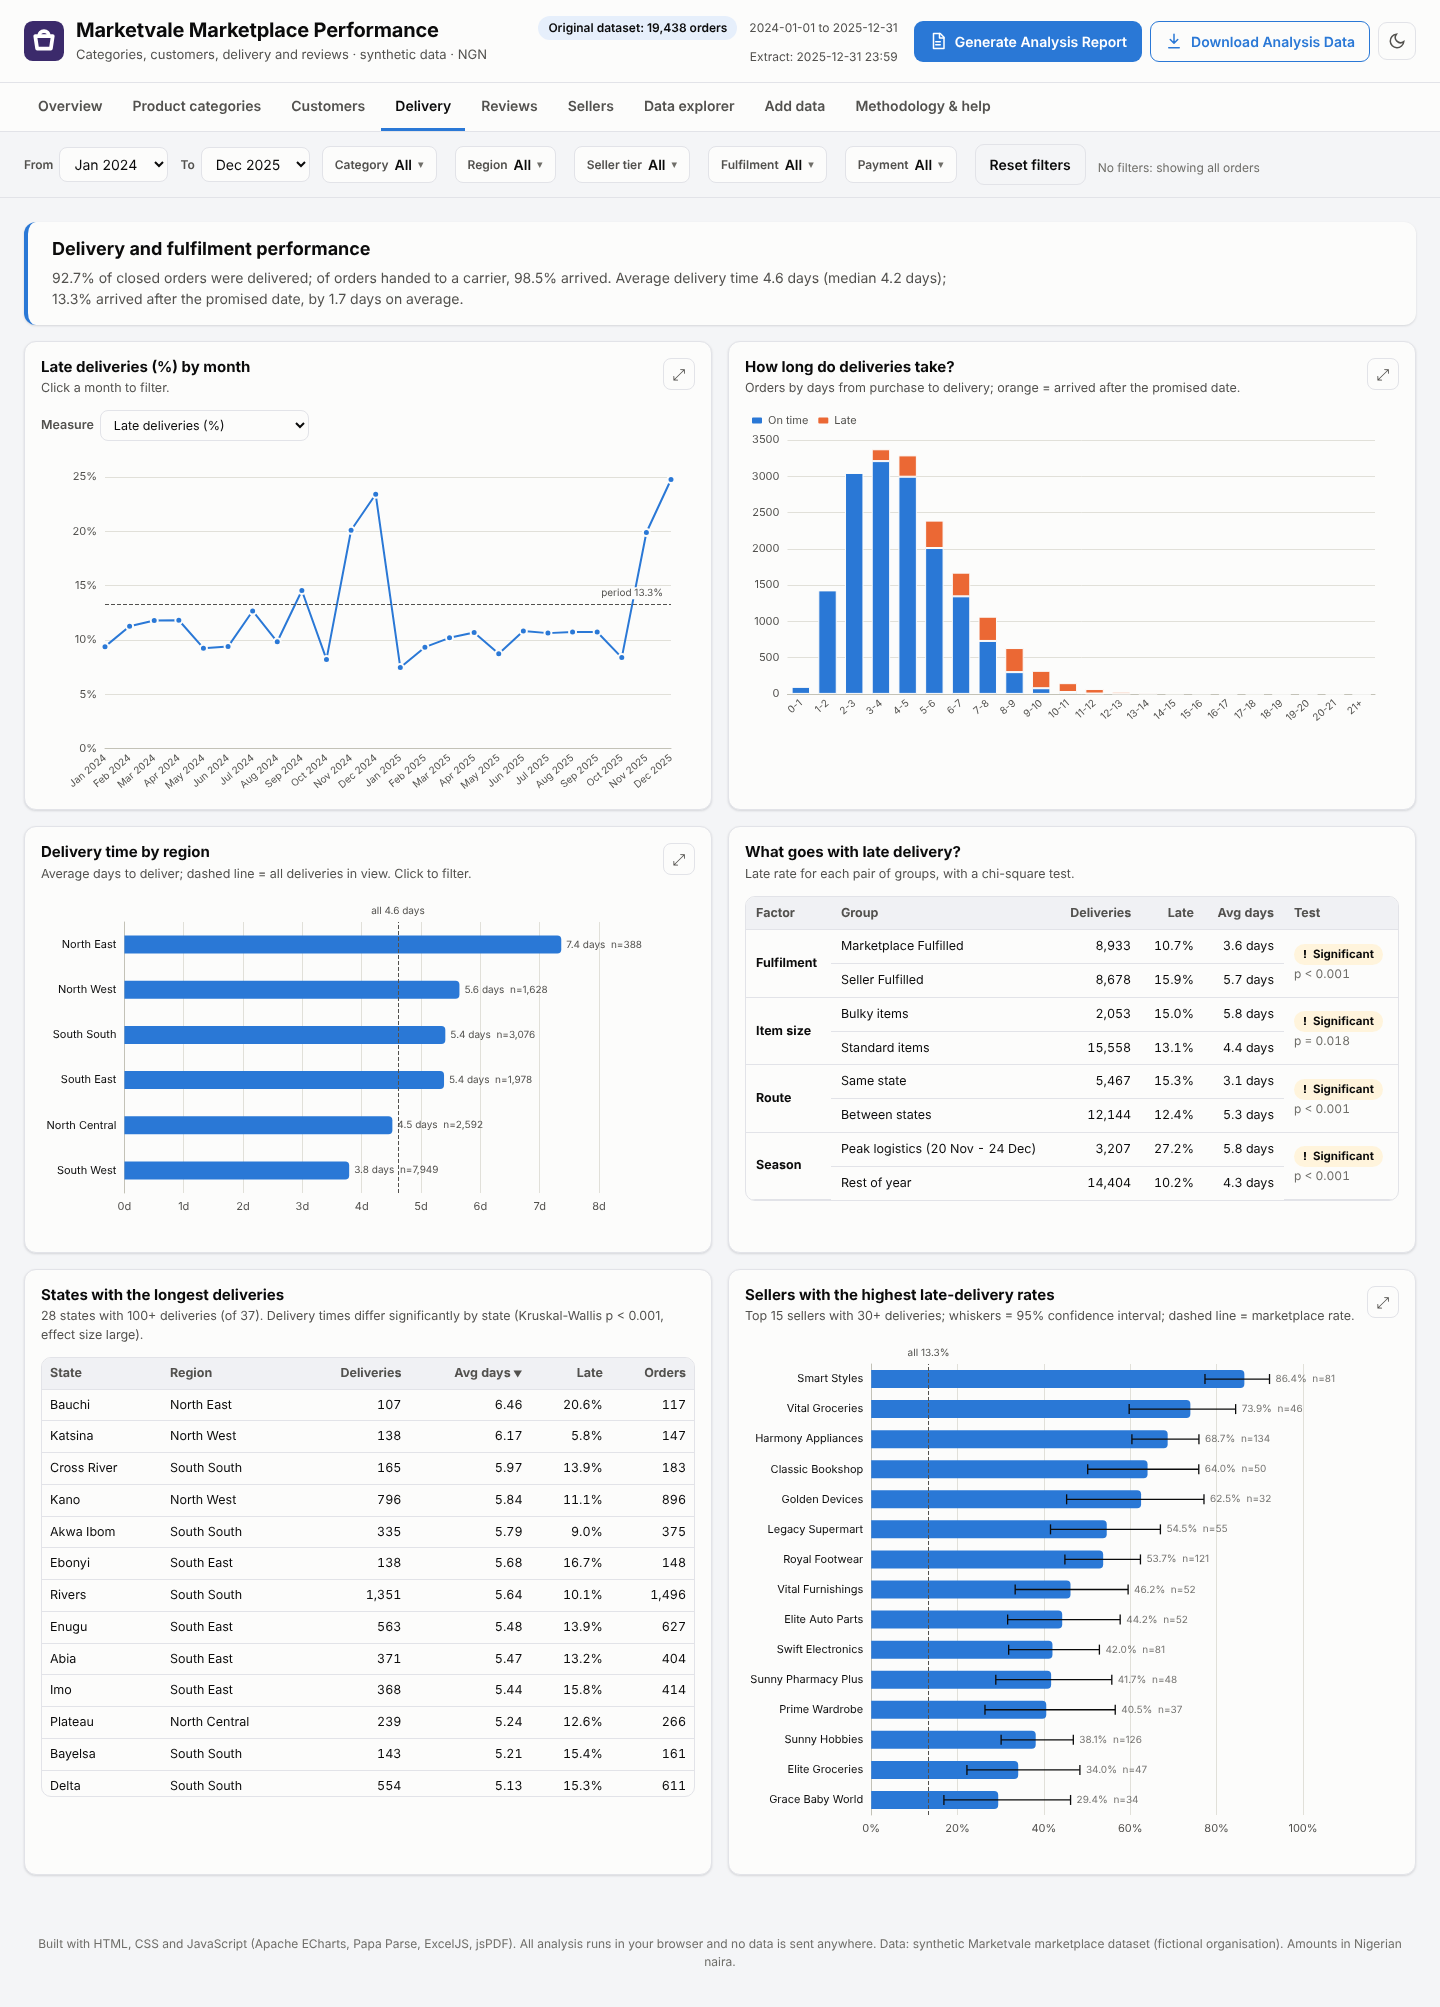 Marketvale Marketplace Performance
Categories, customers, delivery and reviews · synthetic data · NGN
Original dataset: 19,438 orders
2024-01-01 to 2025-12-31
Extract: 2025-12-31 23:59
Generate Analysis Report
Download Analysis Data
Overview Product categories Customers Delivery Reviews Sellers Data explorer Add data Methodology & help
From Jan 2024 To Dec 2025 Category All ▾ Region All ▾ Seller tier All ▾ Fulfilment All ▾ Payment All ▾ Reset filters No filters: showing all orders
Delivery and fulfilment performance
92.7% of closed orders were delivered; of orders handed to a carrier, 98.5% arrived. Average delivery time 4.6 days (median 4.2 days);
13.3% arrived after the promised date, by 1.7 days on average.
Late deliveries (%) by month
Click a month to filter.
Measure Late deliveries (%)
25%
20%
15%
period 13.3%
10%
5%
0%
Jan 2024 Feb 2024 Mar 2024 Apr 2024 May 2024 Jun 2024 Jul 2024 Aug 2024 Sep 2024 Oct 2024 Nov 2024 Dec 2024 Jan 2025 Feb 2025 Mar 2025 Apr 2025 May 2025 Jun 2025 Jul 2025 Aug 2025 Sep 2025 Oct 2025 Nov 2025 Dec 2025
How long do deliveries take?
Orders by days from purchase to delivery; orange = arrived after the promised date.
On time Late
3500
3000
2500
2000
1500
1000
500
0
0-1 1-2 2-3 3-4 4-5 5-6 6-7 7-8 8-9 9-10 10-11 11-12 12-13 13-14 14-15 15-16 16-17 17-18 18-19 19-20 20-21 21+
Delivery time by region
Average days to deliver; dashed line = all deliveries in view. Click to filter.
all 4.6 days
North East 7.4 days n=388
North West 5.6 days n=1,628
South South 5.4 days n=3,076
South East 5.4 days n=1,978
North Central 4.5 days n=2,592
South West 3.8 days n=7,949
0d 1d 2d 3d 4d 5d 6d 7d 8d
What goes with late delivery?
Late rate for each pair of groups, with a chi-square test.
Factor Group Deliveries Late Avg days Test
Fulfilment
Marketplace Fulfilled 8,933 10.7% 3.6 days
Seller Fulfilled 8,678 15.9% 5.7 days
! Significant
p < 0.001
Item size
Bulky items 2,053 15.0% 5.8 days
Standard items 15,558 13.1% 4.4 days
! Significant
p = 0.018
Route
Same state 5,467 15.3% 3.1 days
Between states 12,144 12.4% 5.3 days
! Significant
p < 0.001
Season
Peak logistics (20 Nov - 24 Dec) 3,207 27.2% 5.8 days
Rest of year 14,404 10.2% 4.3 days
! Significant
p < 0.001
States with the longest deliveries
28 states with 100+ deliveries (of 37). Delivery times differ significantly by state (Kruskal-Wallis p < 0.001,
effect size large).
State Region Deliveries Avg days ▼ Late Orders
Bauchi North East 107 6.46 20.6% 117
Katsina North West 138 6.17 5.8% 147
Cross River South South 165 5.97 13.9% 183
Kano North West 796 5.84 11.1% 896
Akwa Ibom South South 335 5.79 9.0% 375
Ebonyi South East 138 5.68 16.7% 148
Rivers South South 1,351 5.64 10.1% 1,496
Enugu South East 563 5.48 13.9% 627
Abia South East 371 5.47 13.2% 404
Imo South East 368 5.44 15.8% 414
Plateau North Central 239 5.24 12.6% 266
Bayelsa South South 143 5.21 15.4% 161
Delta South South 554 5.13 15.3% 611
Sellers with the highest late-delivery rates
Top 15 sellers with 30+ deliveries; whiskers = 95% confidence interval; dashed line = marketplace rate.
all 13.3%
Smart Styles 86.4% n=81
Vital Groceries 73.9% n=46
Harmony Appliances 68.7% n=134
Classic Bookshop 64.0% n=50
Golden Devices 62.5% n=32
Legacy Supermart 54.5% n=55
Royal Footwear 53.7% n=121
Vital Furnishings 46.2% n=52
Elite Auto Parts 44.2% n=52
Swift Electronics 42.0% n=81
Sunny Pharmacy Plus 41.7% n=48
Prime Wardrobe 40.5% n=37
Sunny Hobbies 38.1% n=126
Elite Groceries 34.0% n=47
Grace Baby World 29.4% n=34
0% 20% 40% 60% 80% 100%
Built with HTML, CSS and JavaScript (Apache ECharts, Papa Parse, ExcelJS, jsPDF). All analysis runs in your browser and no data is sent anywhere. Data: synthetic Marketvale marketplace dataset (fictional organisation). Amounts in Nigerian
naira.